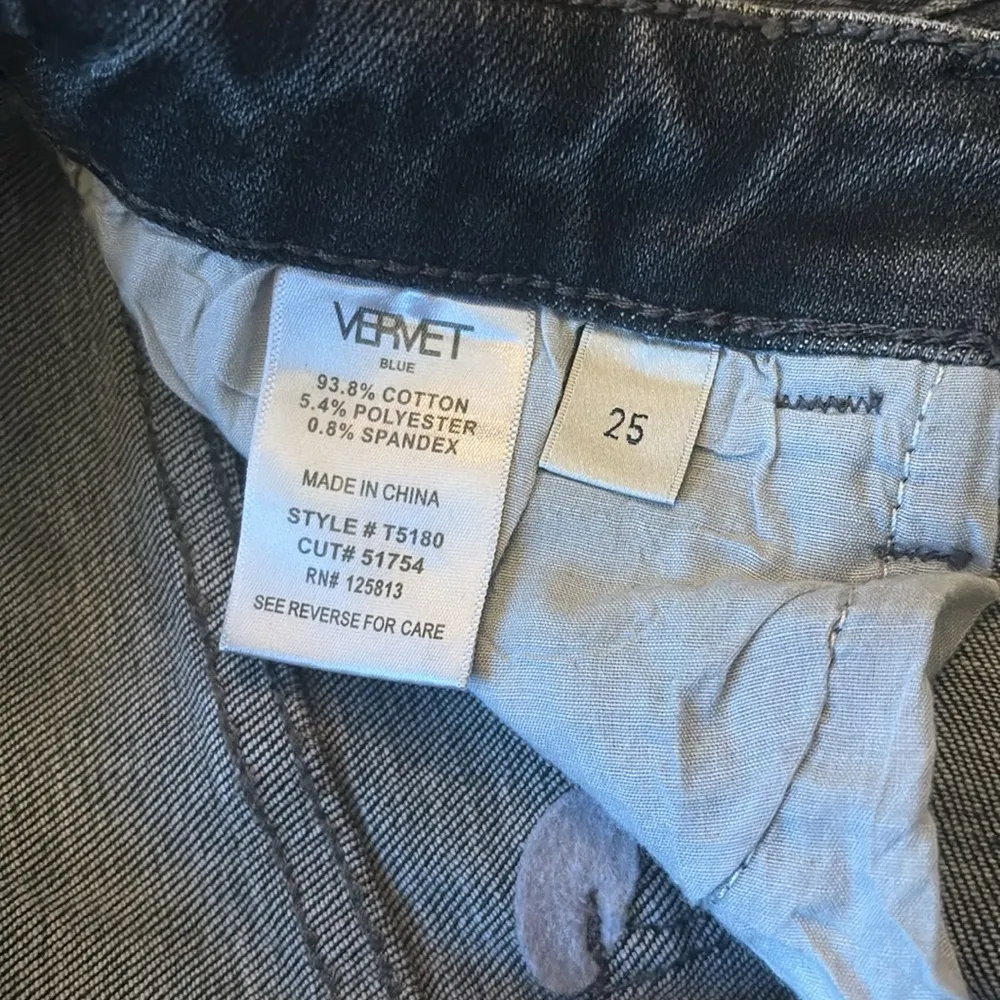 VERVET
BLUE
93.8% COTTON
5.4% POLYESTER
0.8% SPANDEX
MADE IN CHINA
STYLE # T5180
CUT# 51754
RN# 125813
SEE REVERSE FOR CARE
25